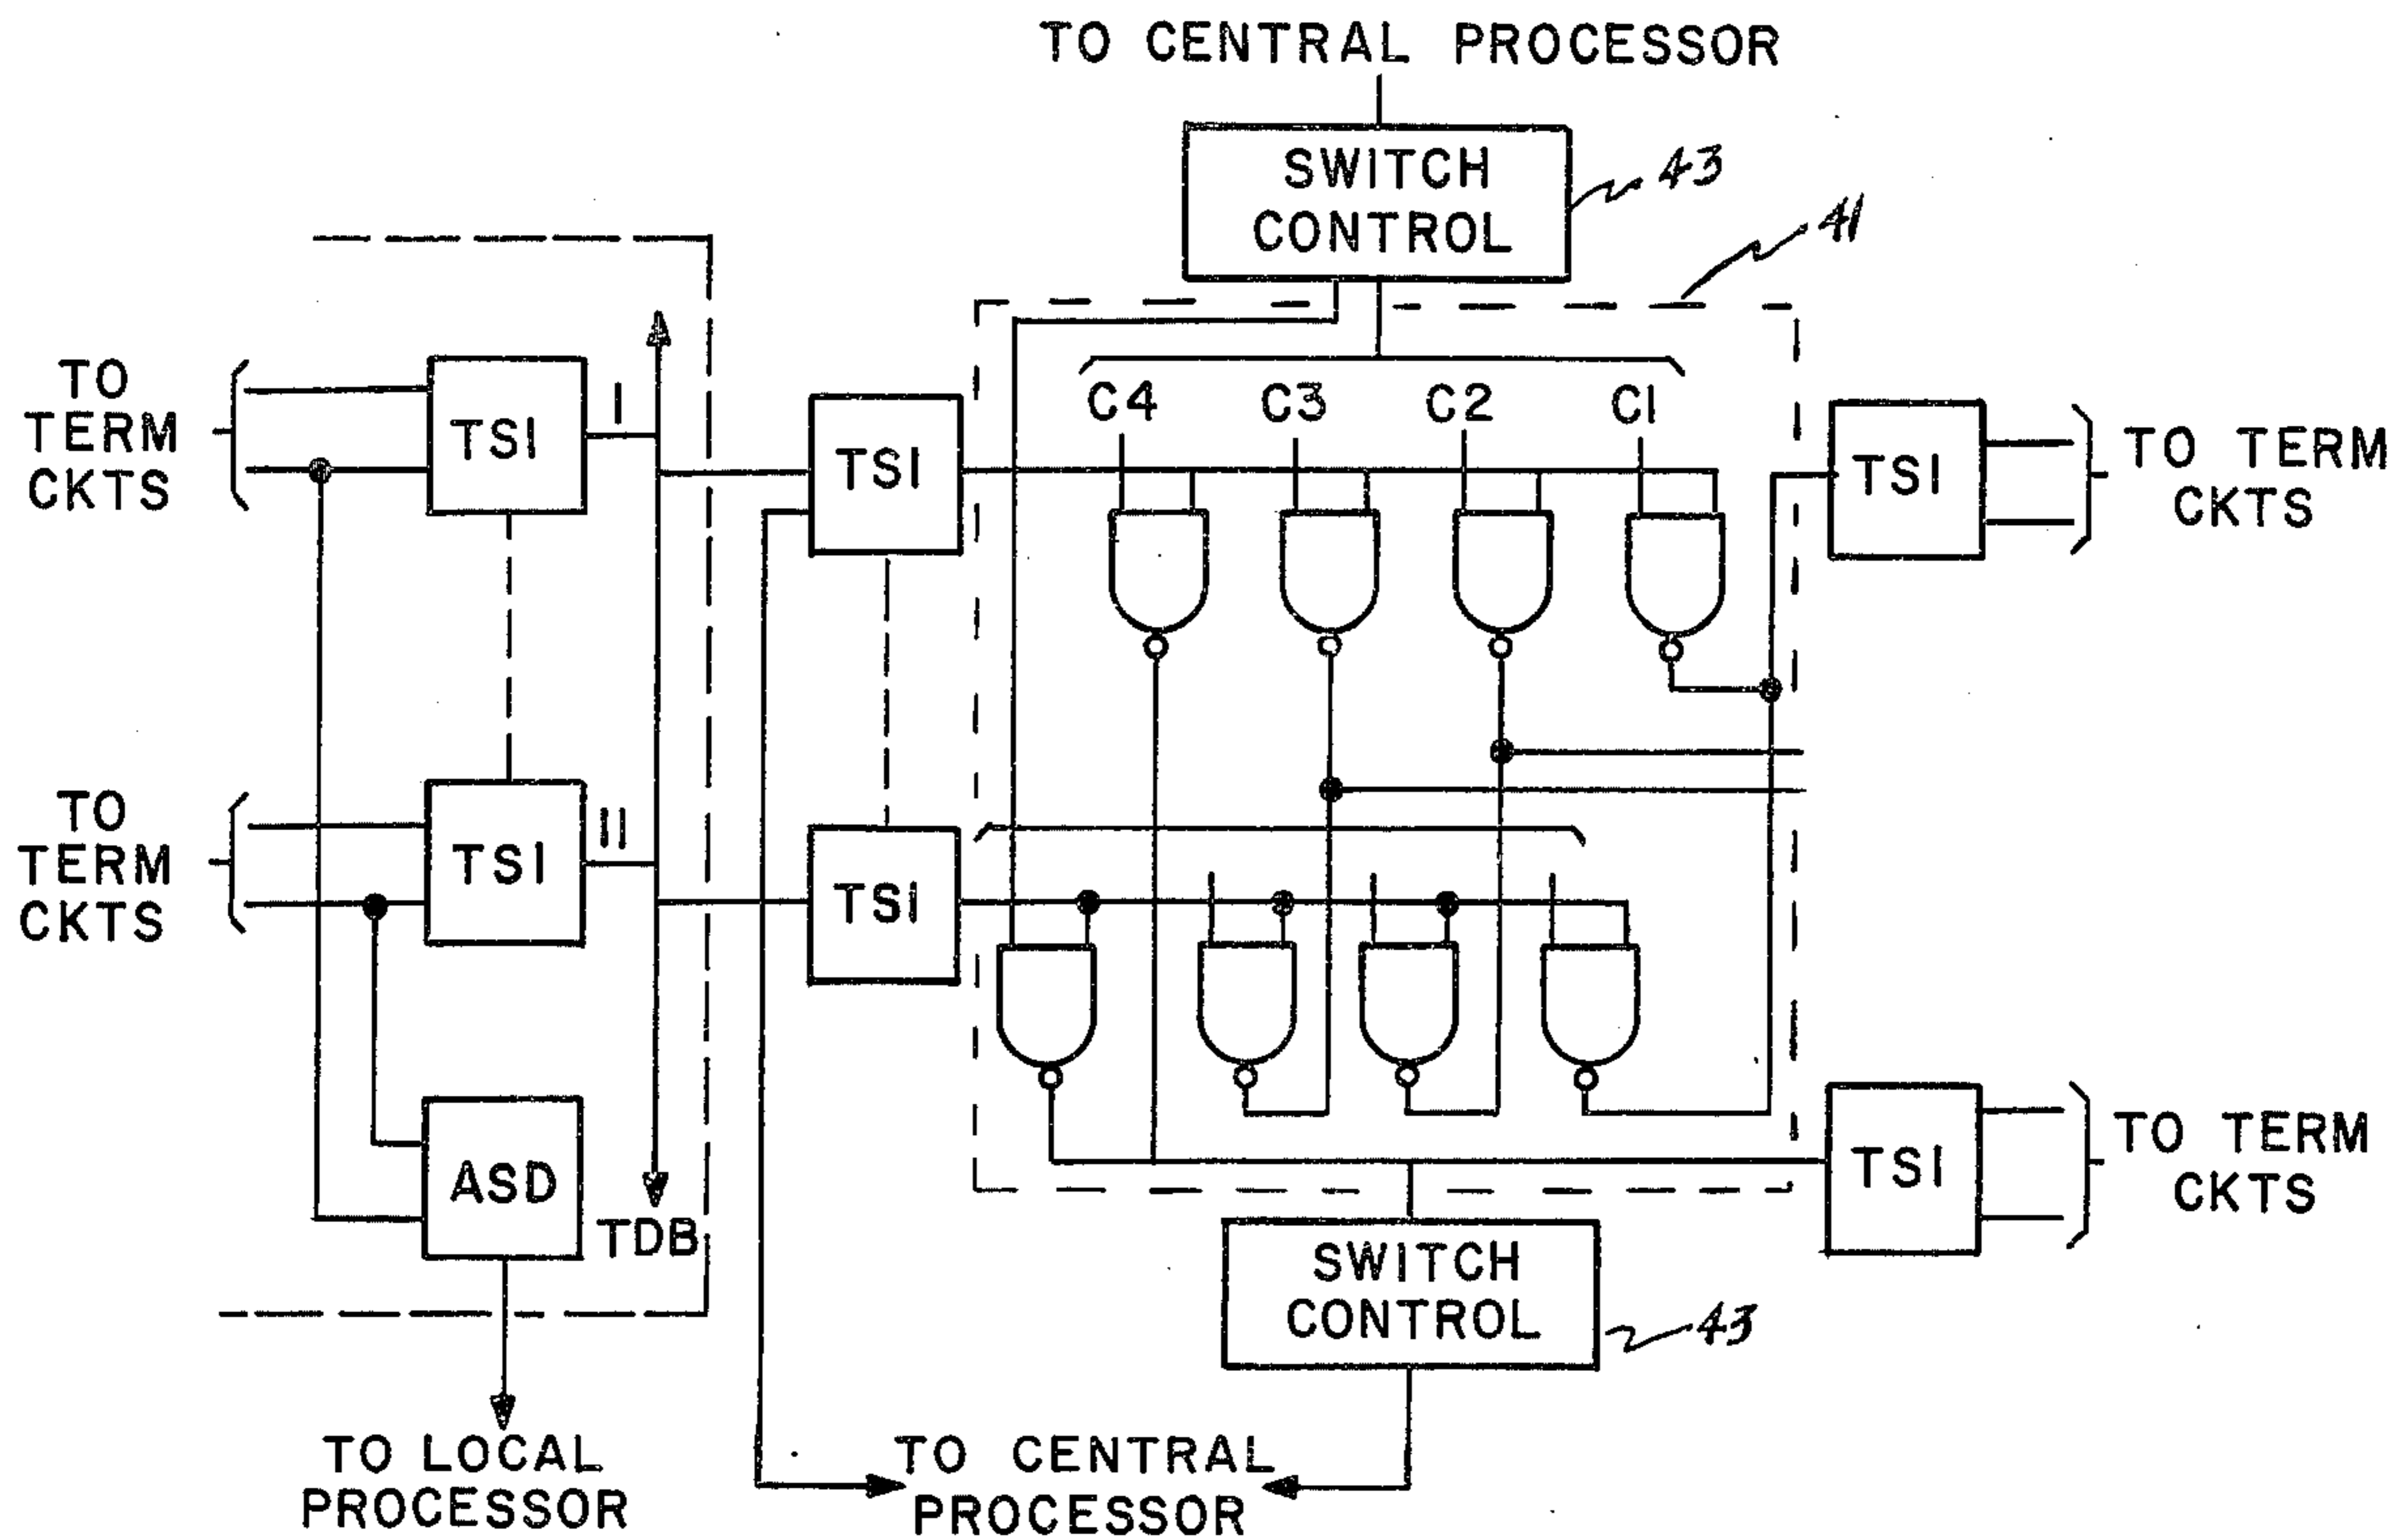 TO CENTRAL PROCESSOR
SWITCH
CONTROL
43
41
TO
TERM
CKTS
TSI
I
TSI
C4
C3
C2
C1
TSI
TO TERM
CKTS
TO
TERM
CKTS
TSI
II
TSI
ASD
TDB
TSI
TO TERM
CKTS
SWITCH
CONTROL
43
TO LOCAL
PROCESSOR
TO CENTRAL
PROCESSOR